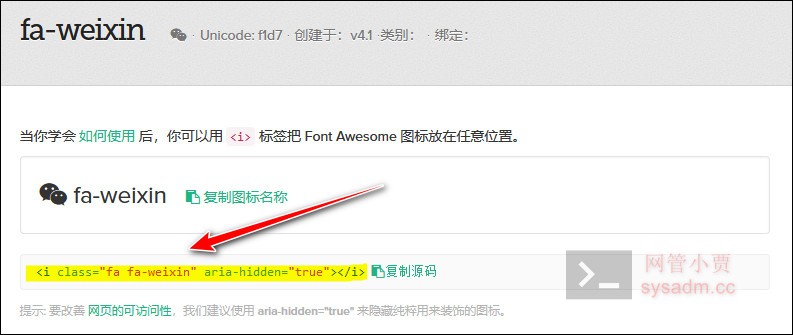 fa-weixin · Unicode: f1d7 · 创建于：v4.1 ·类别： · 绑定：
当你学会 如何使用 后，你可以用 <i> 标签把 Font Awesome 图标放在任意位置。
fa-weixin 复制图标名称
<i class="fa fa-weixin" aria-hidden="true"></i> 复制源码
提示: 要改善 网页的可访问性，我们建议使用 aria-hidden="true" 来隐藏纯粹用来装饰的图标。
网管小贾
sysadm.cc